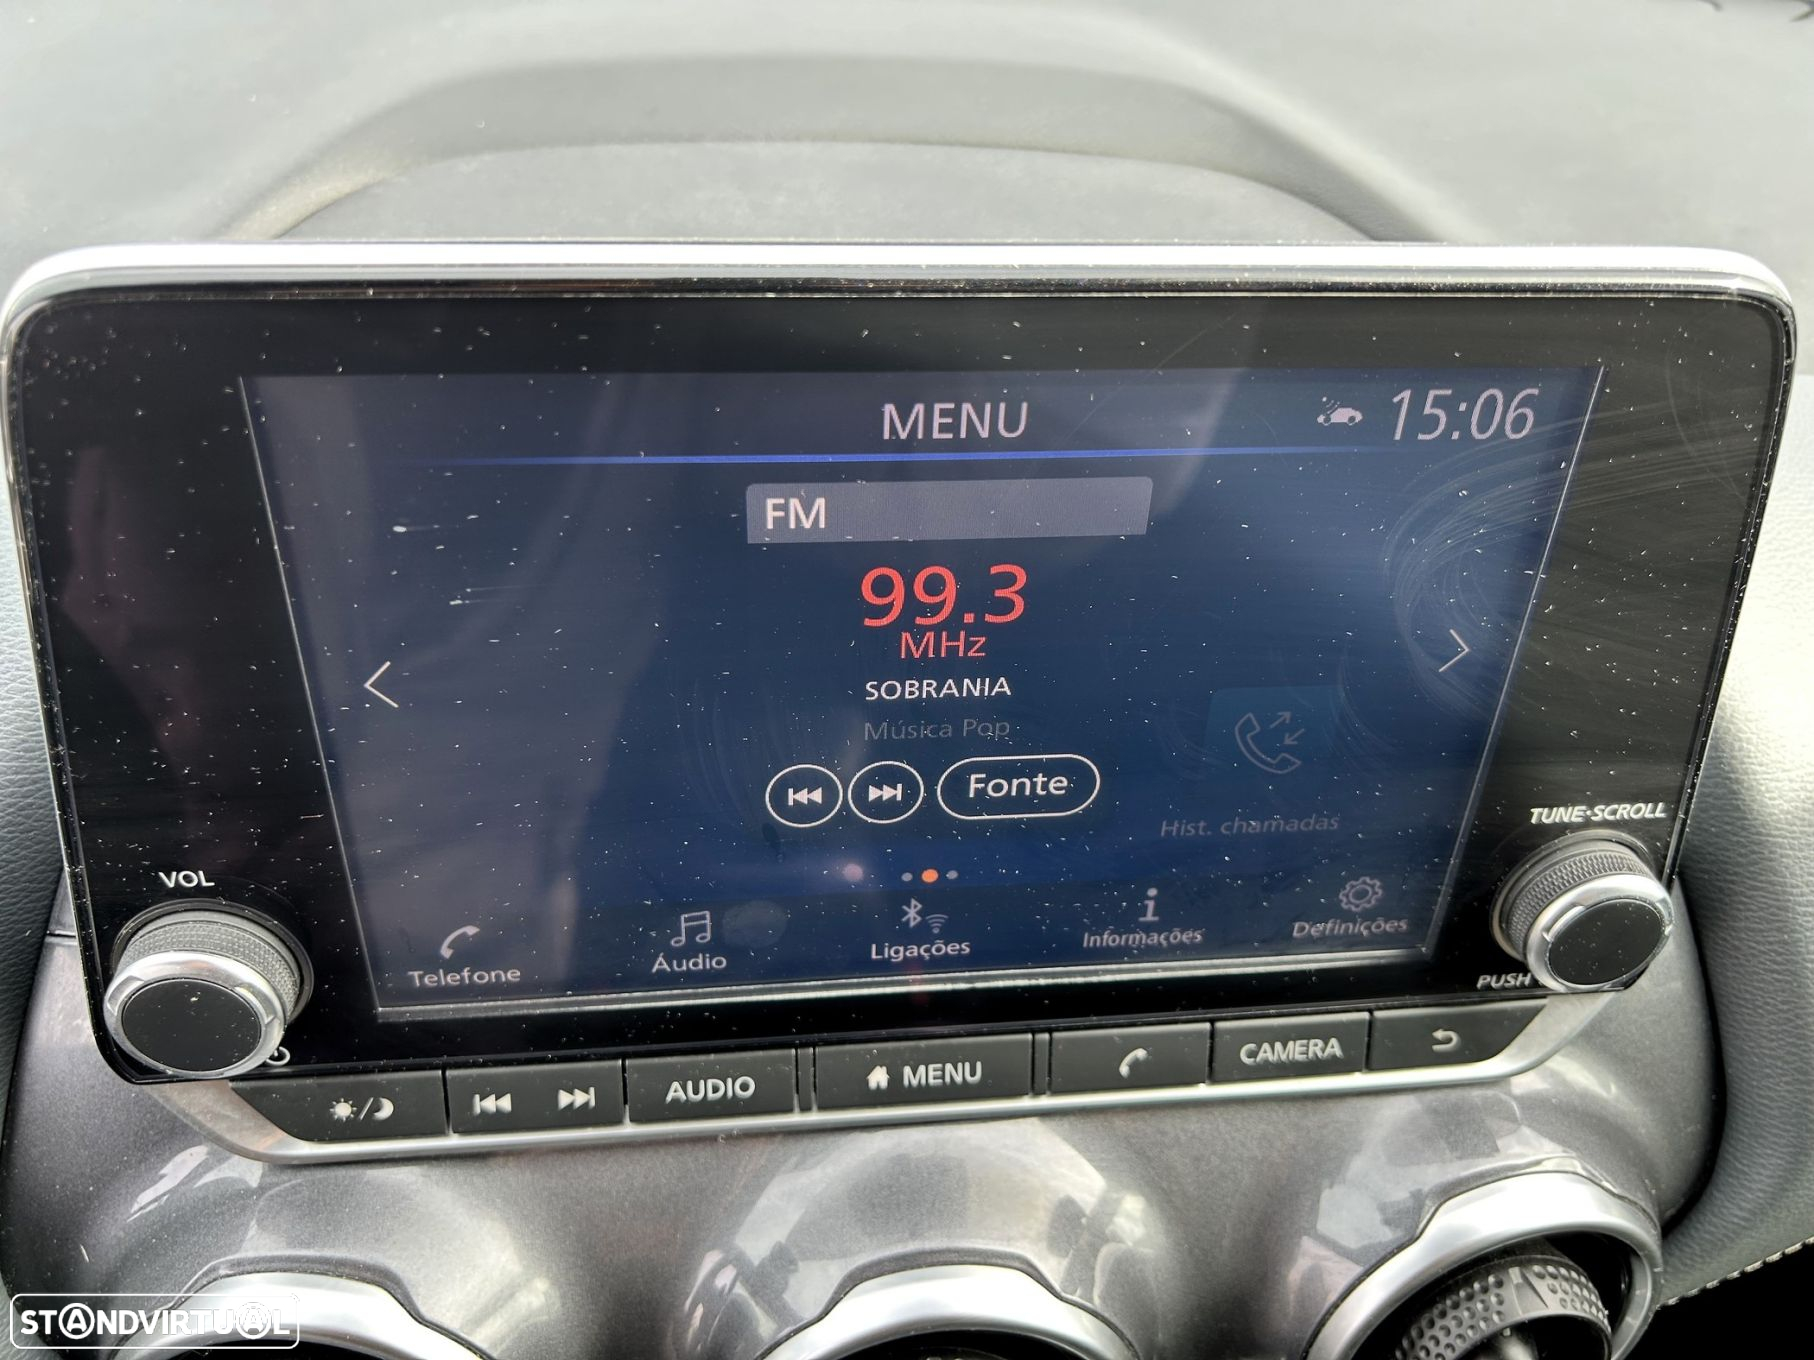 MENU
15:06
FM
99.3
MHz
SOBRANIA
Música Pop
Fonte
Hist. chamadas
Telefone
Áudio
Ligações
Informações
Definições
VOL
TUNE•SCROLL
PUSH
AUDIO
MENU
CAMERA
STANDVIRTUAL